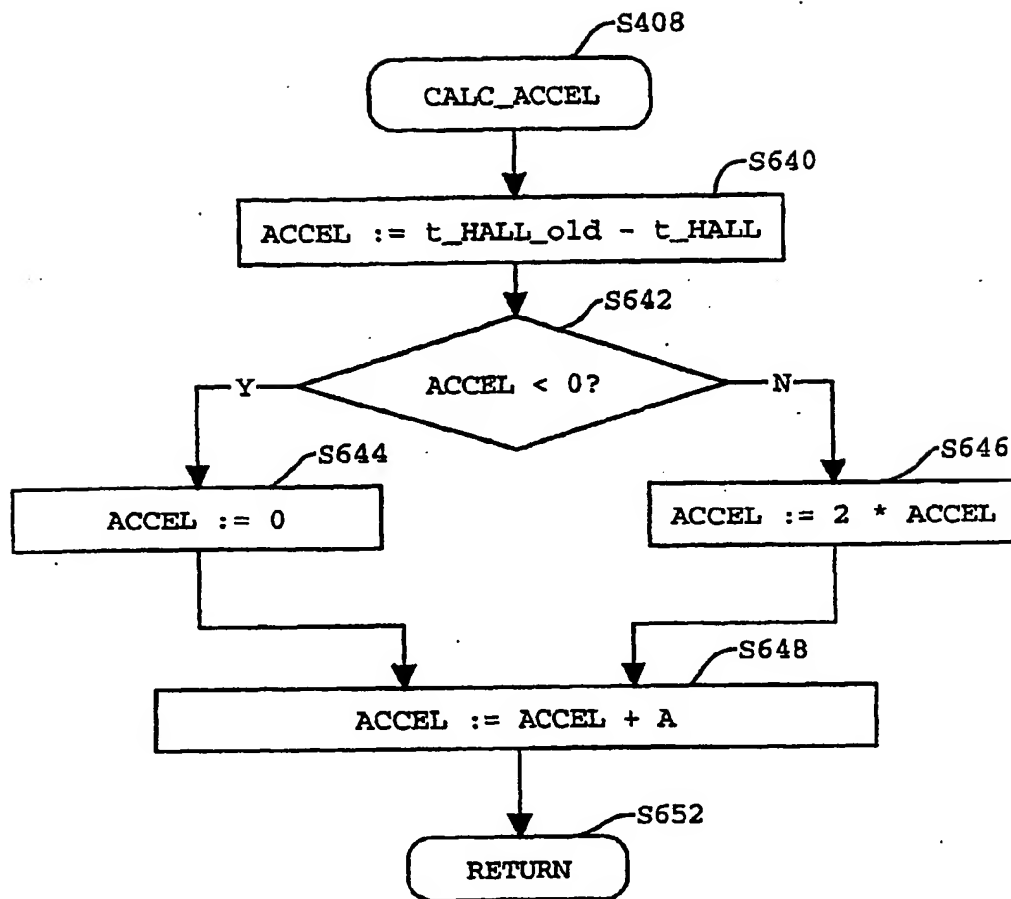 S408
CALC_ACCEL
S640
ACCEL := t_HALL_old - t_HALL
S642
ACCEL < 0?
Y
N
S644
S646
ACCEL := 0
ACCEL := 2 * ACCEL
S648
ACCEL := ACCEL + A
S652
RETURN